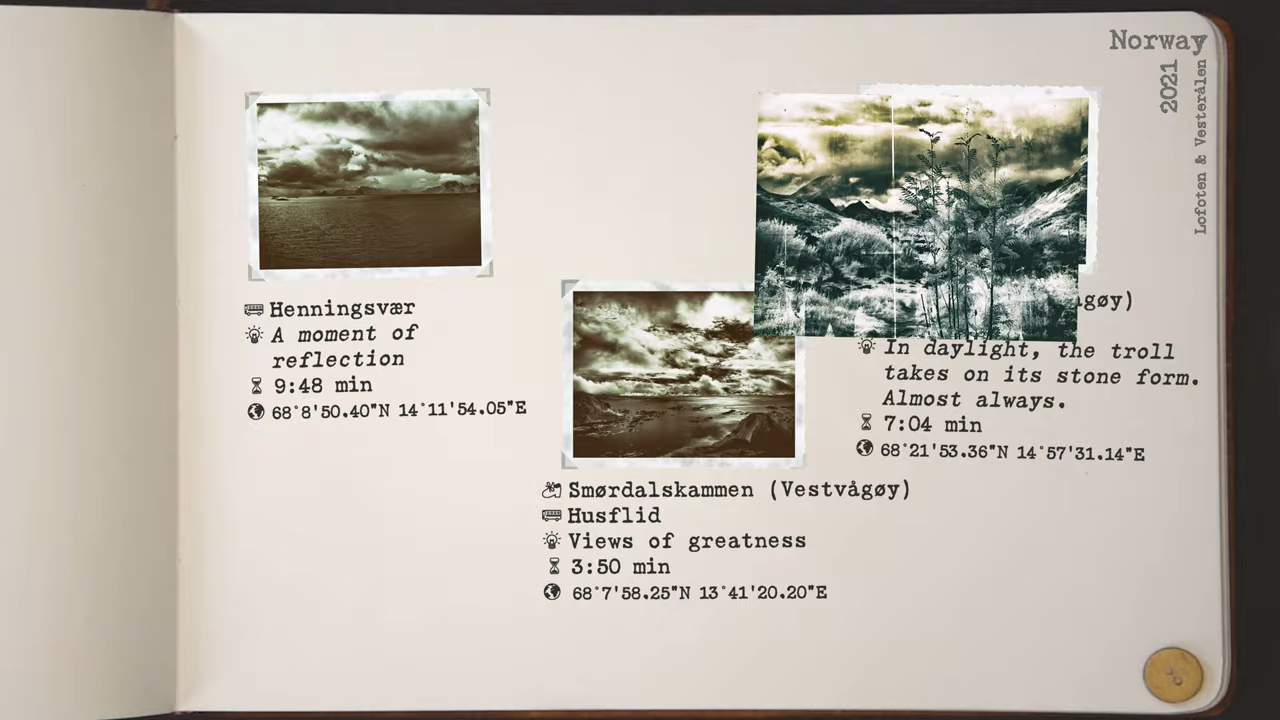 Norway
2021
Lofoten & Vesterålen
Henningsvær
A moment of
reflection
9:48 min
68°8'50.40"N 14°11'54.05"E
Smørdalskammen (Vestvågøy)
Husflid
Views of greatness
3:50 min
68°7'58.25"N 13°41'20.20"E
In daylight, the troll
takes on its stone form.
Almost always.
7:04 min
68°21'53.36"N 14°57'31.14"E